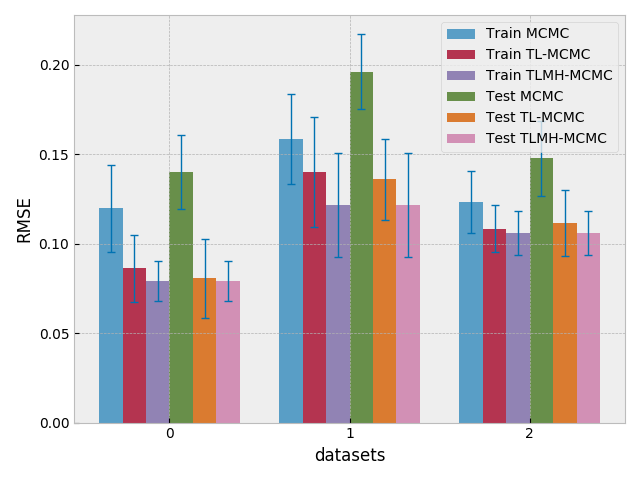 Train MCMC
Train TL-MCMC
Train TLMH-MCMC
Test MCMC
Test TL-MCMC
Test TLMH-MCMC
0.20
0.15
0.10
0.05
0.00
RMSE
0 1 2
datasets